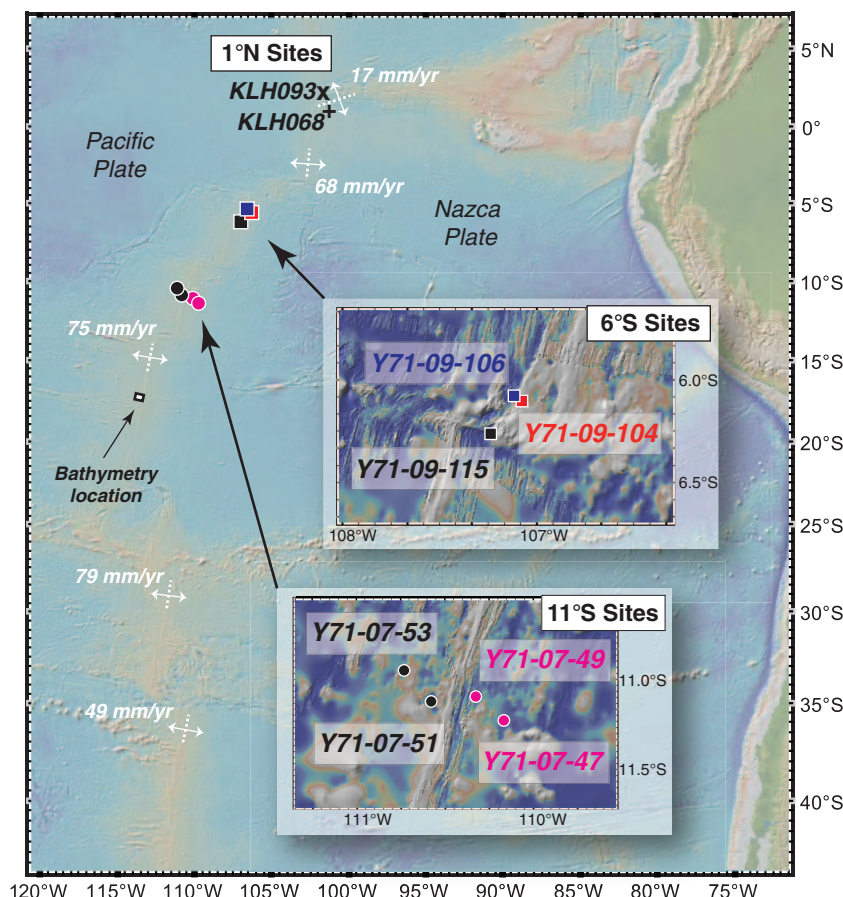 1°N Sites
17 mm/yr
KLH093x
KLH068+
Pacific
Plate
68 mm/yr
Nazca
Plate
75 mm/yr
Bathymetry
location
79 mm/yr
49 mm/yr
6°S Sites
Y71-09-106
Y71-09-104
Y71-09-115
6.0°S
6.5°S
108°W
107°W
11°S Sites
Y71-07-53
Y71-07-49
Y71-07-51
Y71-07-47
11.0°S
11.5°S
111°W
110°W
5°N
0°
5°S
10°S
15°S
20°S
25°S
30°S
35°S
40°S
120°W 115°W 110°W 105°W 100°W 95°W 90°W 85°W 80°W 75°W